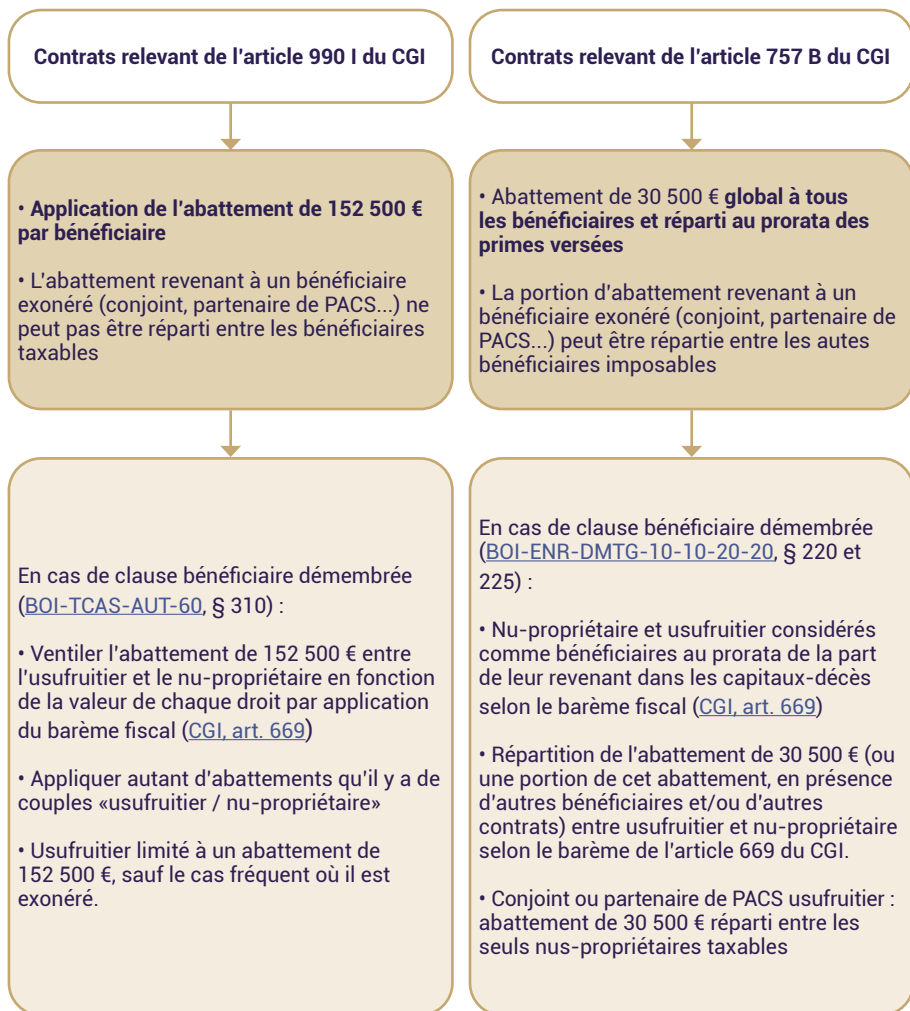 Contrats relevant de l'article 990 I du CGI
• Application de l'abattement de 152 500 €
par bénéficiaire
• L'abattement revenant à un bénéficiaire
exonéré (conjoint, partenaire de PACS...) ne
peut pas être réparti entre les bénéficiaires
taxables
En cas de clause bénéficiaire démembrée
(BOI-TCAS-AUT-60, § 310) :
• Ventiler l'abattement de 152 500 € entre
l'usufruitier et le nu-propriétaire en fonction
de la valeur de chaque droit par application
du barème fiscal (CGI, art. 669)
• Appliquer autant d'abattements qu'il y a de
couples «usufruitier / nu-propriétaire»
• Usufruitier limité à un abattement de
152 500 €, sauf le cas fréquent où il est
exonéré.
Contrats relevant de l'article 757 B du CGI
• Abattement de 30 500 € global à tous
les bénéficiaires et réparti au prorata des
primes versées
• La portion d'abattement revenant à un
bénéficiaire exonéré (conjoint, partenaire de
PACS...) peut être répartie entre les autes
bénéficiaires imposables
En cas de clause bénéficiaire démembrée
(BOI-ENR-DMTG-10-10-20-20, § 220 et
225) :
• Nu-propriétaire et usufruitier considérés
comme bénéficiaires au prorata de la part
de leur revenant dans les capitaux-décès
selon le barème fiscal (CGI, art. 669)
• Répartition de l'abattement de 30 500 € (ou
une portion de cet abattement, en présence
d'autres bénéficiaires et/ou d'autres
contrats) entre usufruitier et nu-propriétaire
selon le barème de l'article 669 du CGI.
• Conjoint ou partenaire de PACS usufruitier :
abattement de 30 500 € réparti entre les
seuls nus-propriétaires taxables